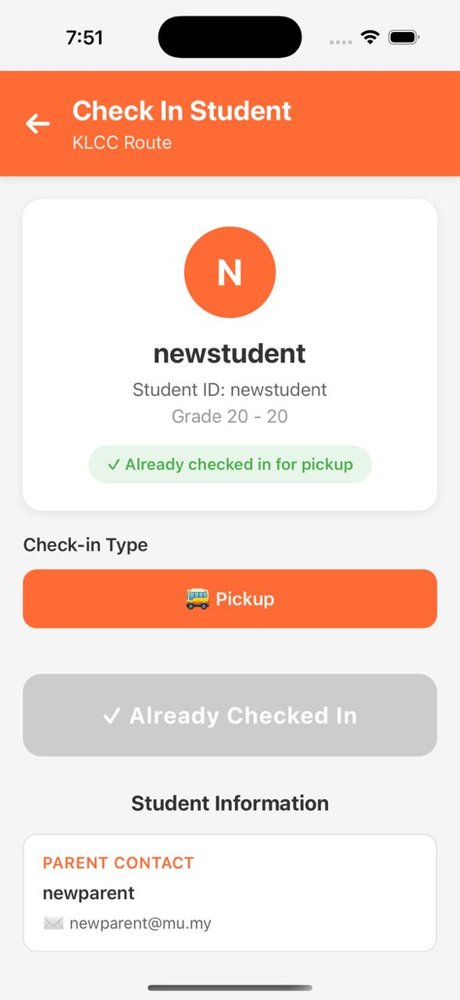 7:51
Check In Student
KLCC Route
N
newstudent
Student ID: newstudent
Grade 20 - 20
✓ Already checked in for pickup
Check-in Type
🚌 Pickup
✓ Already Checked In
Student Information
PARENT CONTACT
newparent
✉️ newparent@mu.my